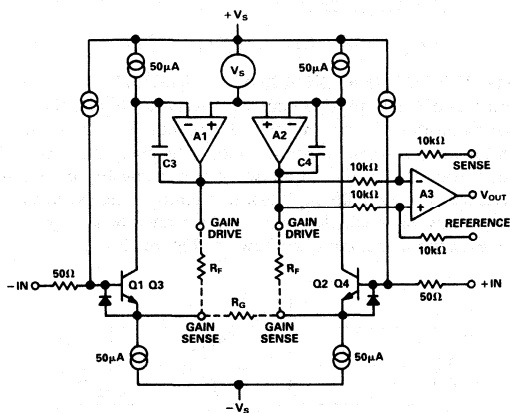 +VS
50μA
50μA
VS
− +
+ −
A1
A2
C3
C4
10kΩ
SENSE
10kΩ
−
A3
VOUT
10kΩ
+
REFERENCE
10kΩ
GAIN DRIVE
GAIN DRIVE
RF
RF
−IN
50Ω
Q1 Q3
Q2 Q4
50Ω
+IN
RG
GAIN SENSE
GAIN SENSE
50μA
50μA
−VS